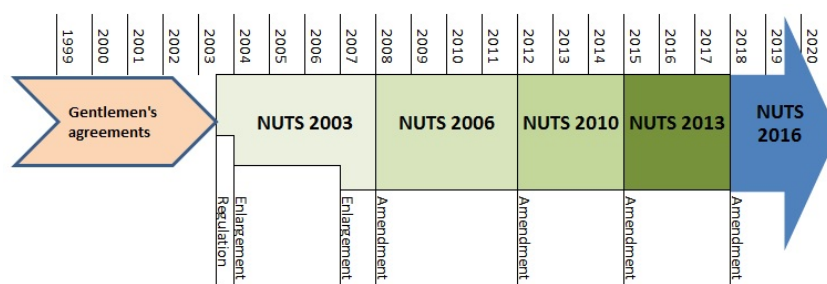 1999
2000
2001
2002
2003
2004
2005
2006
2007
2008
2009
2010
2011
2012
2013
2014
2015
2016
2017
2018
2019
2020
Gentlemen's
agreements
NUTS 2003
NUTS 2006
NUTS 2010
NUTS 2013
NUTS
2016
Regulation
Enlargement
Enlargement
Amendment
Amendment
Amendment
Amendment